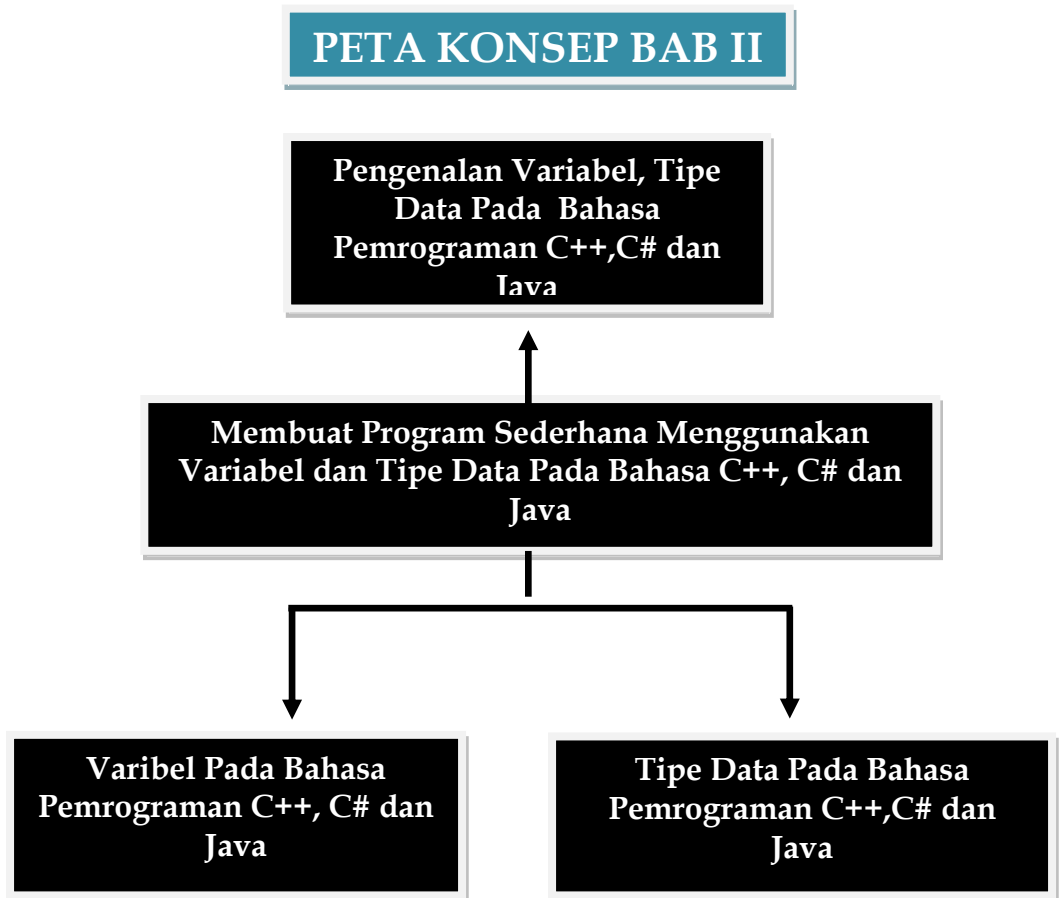 PETA KONSEP BAB II
Pengenalan Variabel, Tipe
Data Pada Bahasa
Pemrograman C++,C# dan
Java
Membuat Program Sederhana Menggunakan
Variabel dan Tipe Data Pada Bahasa C++, C# dan
Java
Varibel Pada Bahasa
Pemrograman C++, C# dan
Java
Tipe Data Pada Bahasa
Pemrograman C++,C# dan
Java